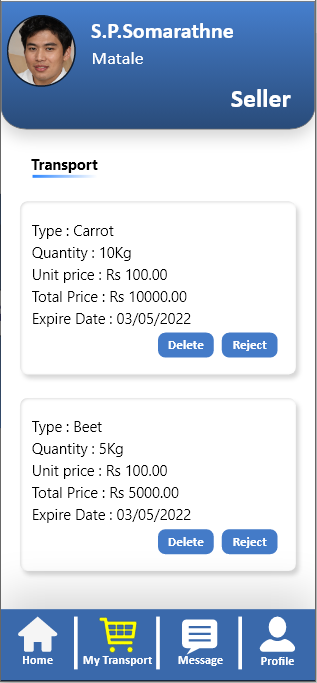 S.P.Somarathne
Matale
Seller
Transport
Type : Carrot
Quantity : 10Kg
Unit price : Rs 100.00
Total Price : Rs 10000.00
Expire Date : 03/05/2022
Delete Reject
Type : Beet
Quantity : 5Kg
Unit price : Rs 100.00
Total Price : Rs 5000.00
Expire Date : 03/05/2022
Delete Reject
Home My Transport Message Profile